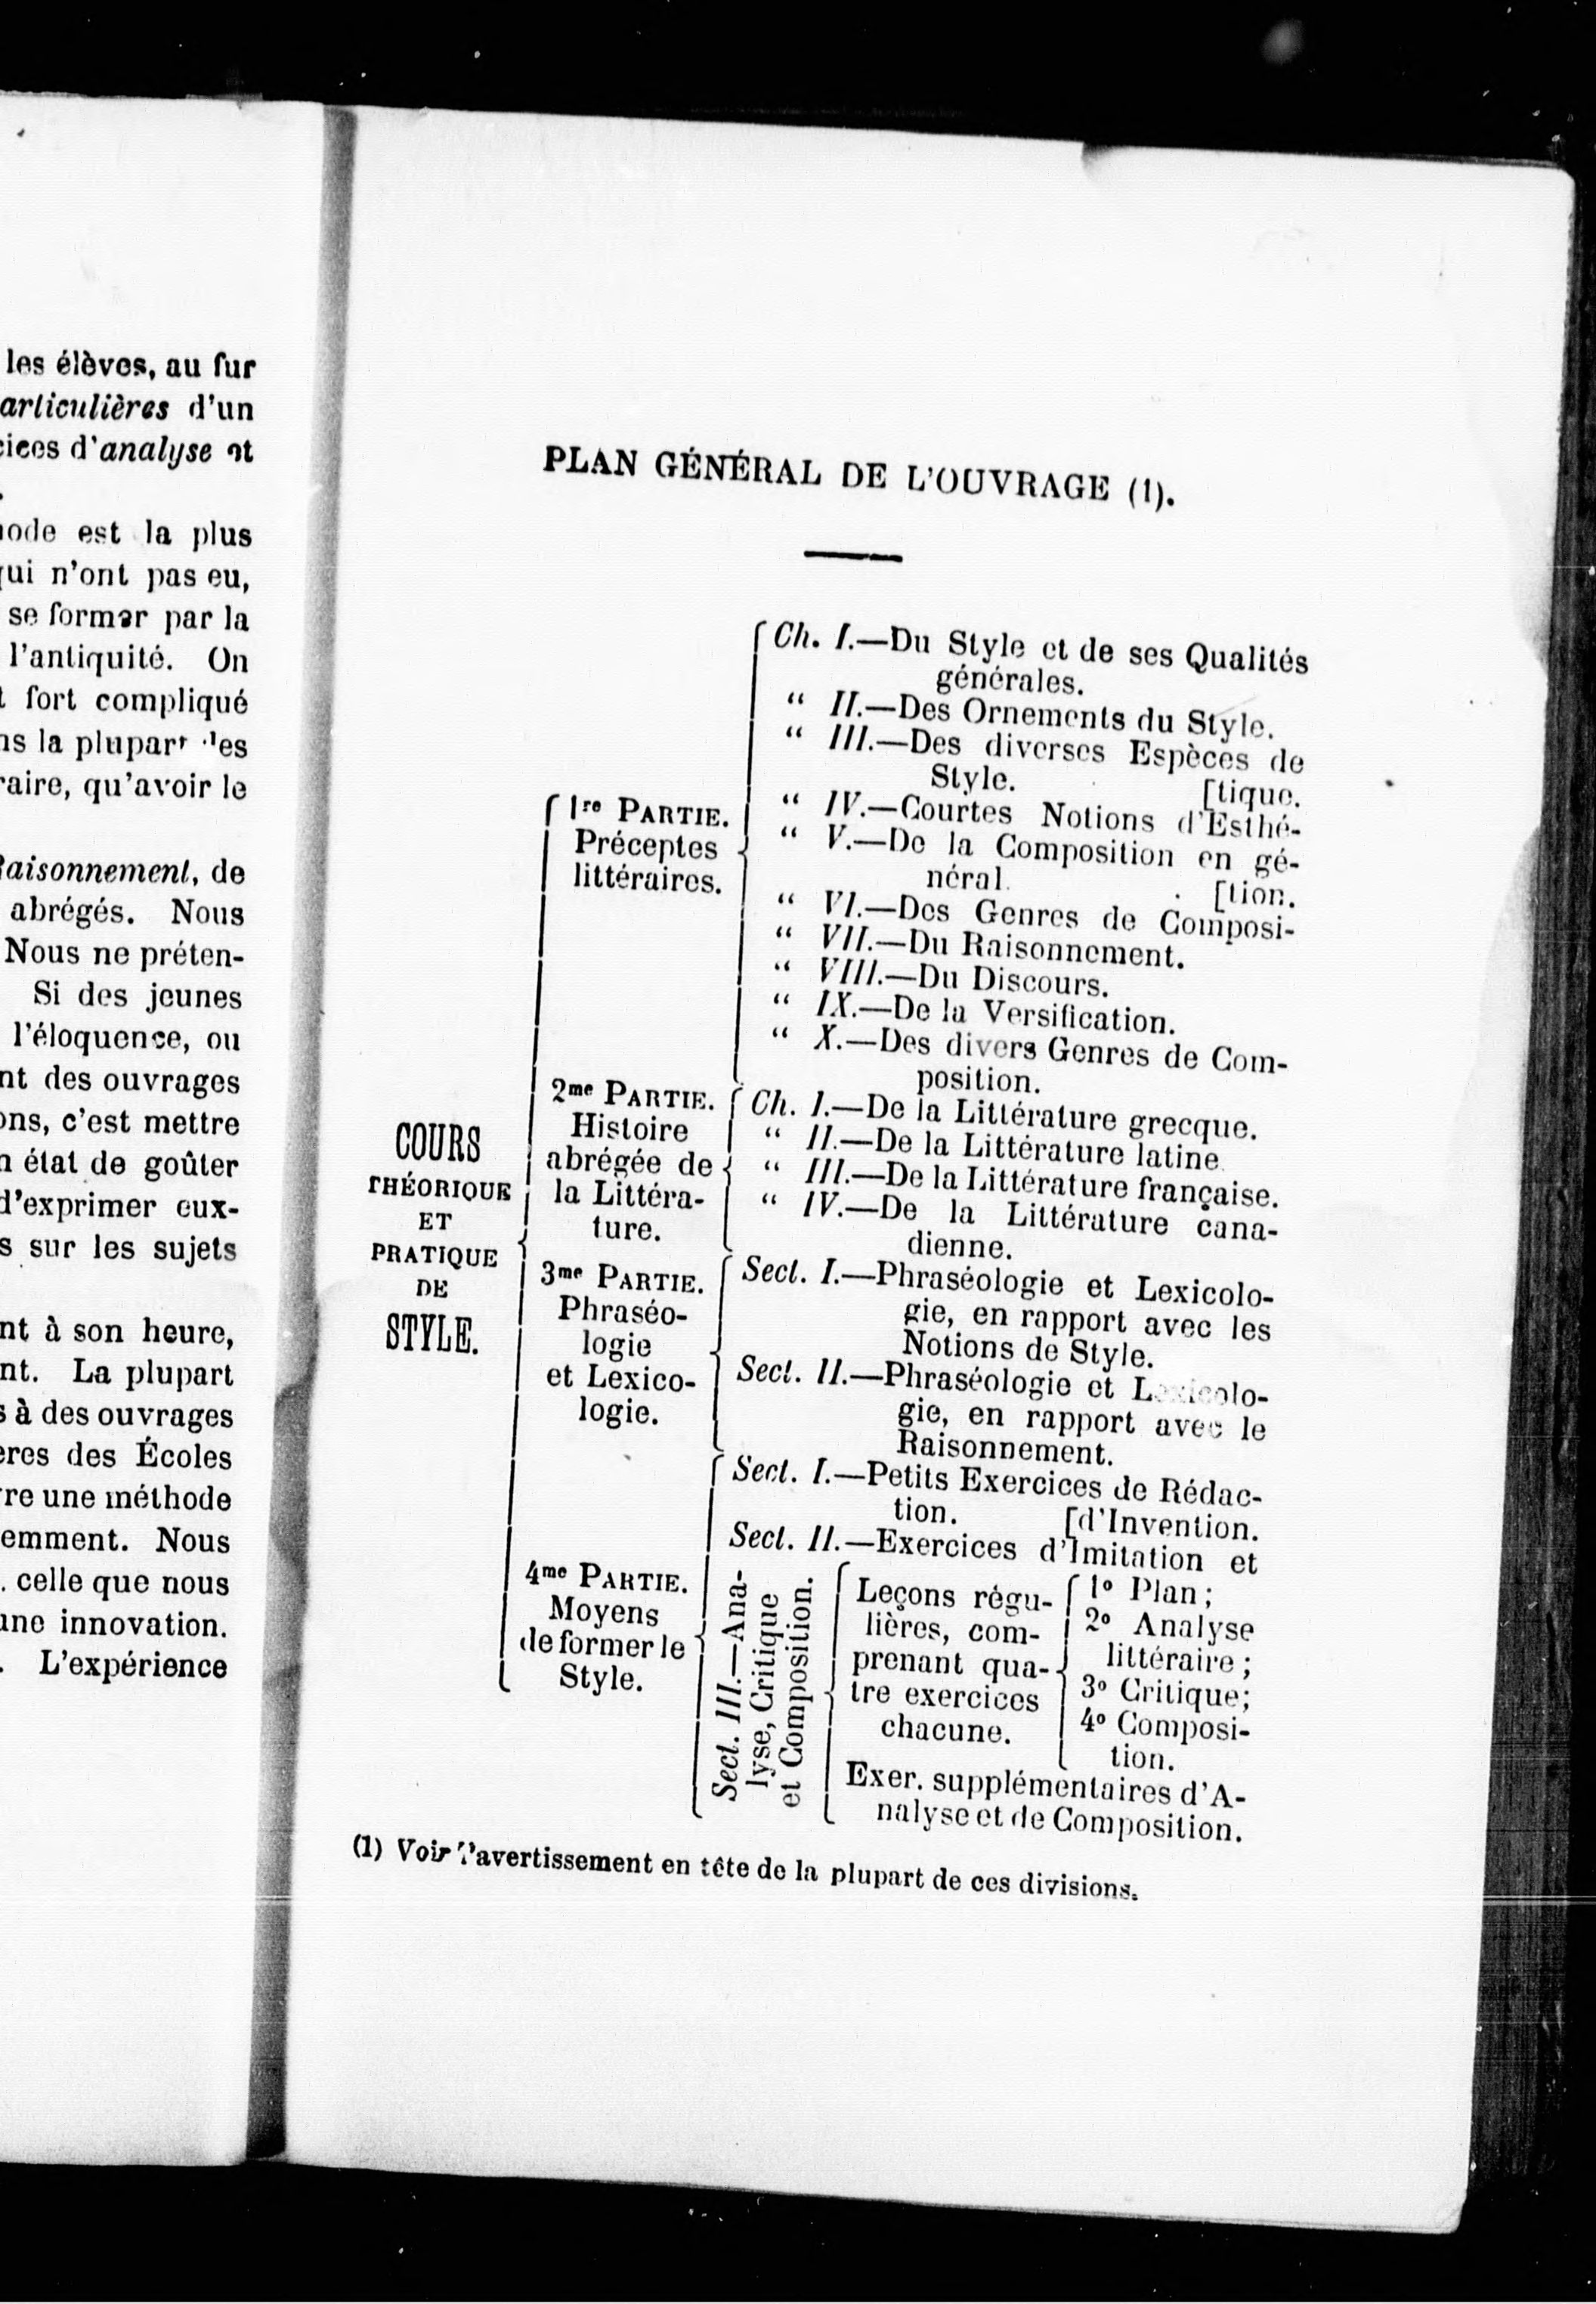 les élèves, au fur
articulières d'un
cices d'analyse et
ode est la plus
qui n'ont pas eu,
se former par la
l'antiquité. On
t fort compliqué
ns la plupart des
raire, qu'avoir le
Raisonnement, de
abrégés. Nous
Nous ne préten-
Si des jeunes
l'éloquence, ou
nt des ouvrages
ons, c'est mettre
n état de goûter
d'exprimer eux-
s sur les sujets
nt à son heure,
nt. La plupart
s à des ouvrages
ères des Écoles
re une méthode
emment. Nous
. celle que nous
une innovation.
. L'expérience
PLAN GÉNÉRAL DE L'OUVRAGE (1).
COURS
THÉORIQUE
ET
PRATIQUE
DE
STYLE.
1re PARTIE.
Préceptes
littéraires.
Ch. I.—Du Style et de ses Qualités
générales.
“ II.—Des Ornements du Style.
“ III.—Des diverses Espèces de
Style. [tique.
“ IV.—Courtes Notions d'Esthé-
“ V.—De la Composition en gé-
néral. [tion.
“ VI.—Des Genres de Composi-
“ VII.—Du Raisonnement.
“ VIII.—Du Discours.
“ IX.—De la Versification.
“ X.—Des divers Genres de Com-
position.
2me PARTIE.
Histoire
abrégée de
la Littéra-
ture.
Ch. I.—De la Littérature grecque.
“ II.—De la Littérature latine
“ III.—De la Littérature française.
“ IV.—De la Littérature cana-
dienne.
3me PARTIE.
Phraséo-
logie
et Lexico-
logie.
Sect. I.—Phraséologie et Lexicolo-
gie, en rapport avec les
Notions de Style.
Sect. II.—Phraséologie et Lexicolo-
gie, en rapport avec le
Raisonnement.
4me PARTIE.
Moyens
de former le
Style.
Sect. I.—Petits Exercices de Rédac-
tion. [d'Invention.
Sect. II.—Exercices d'Imitation et
Sect. III.—Ana-
lyse, Critique
et Composition.
Leçons régu-
lières, com-
prenant qua-
tre exercices
chacune.
1º Plan;
2º Analyse
littéraire;
3º Critique;
4º Composi-
tion.
Exer. supplémentaires d'A-
nalyse et de Composition.
(1) Voir l'avertissement en tête de la plupart de ces divisions.